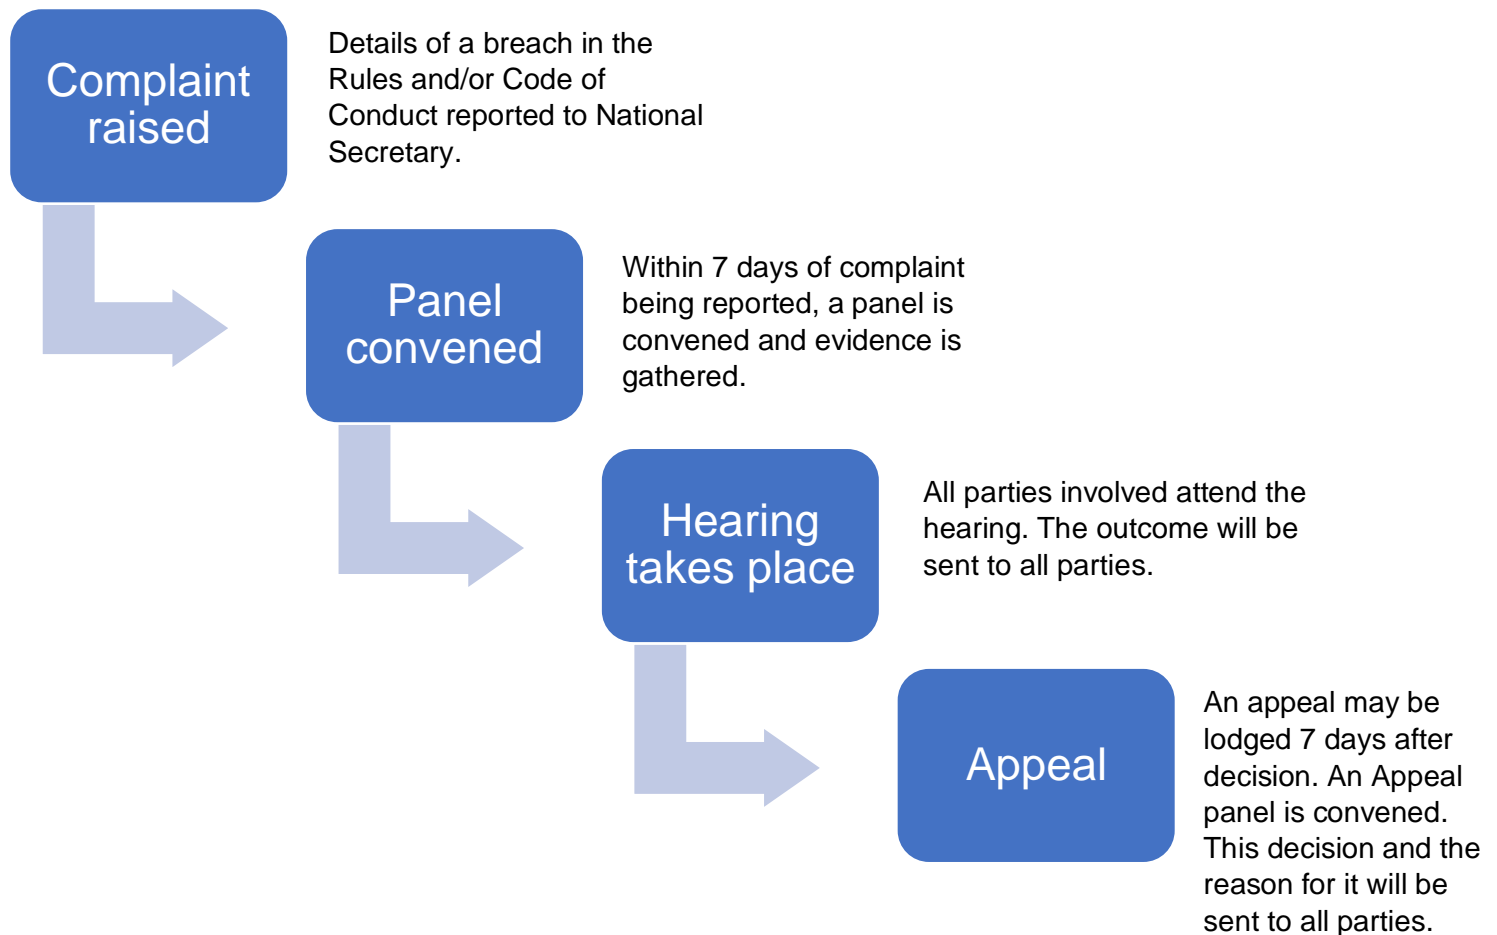 Complaint
raised
Details of a breach in the
Rules and/or Code of
Conduct reported to National
Secretary.
Panel
convened
Within 7 days of complaint
being reported, a panel is
convened and evidence is
gathered.
Hearing
takes place
All parties involved attend the
hearing. The outcome will be
sent to all parties.
Appeal
An appeal may be
lodged 7 days after
decision. An Appeal
panel is convened.
This decision and the
reason for it will be
sent to all parties.